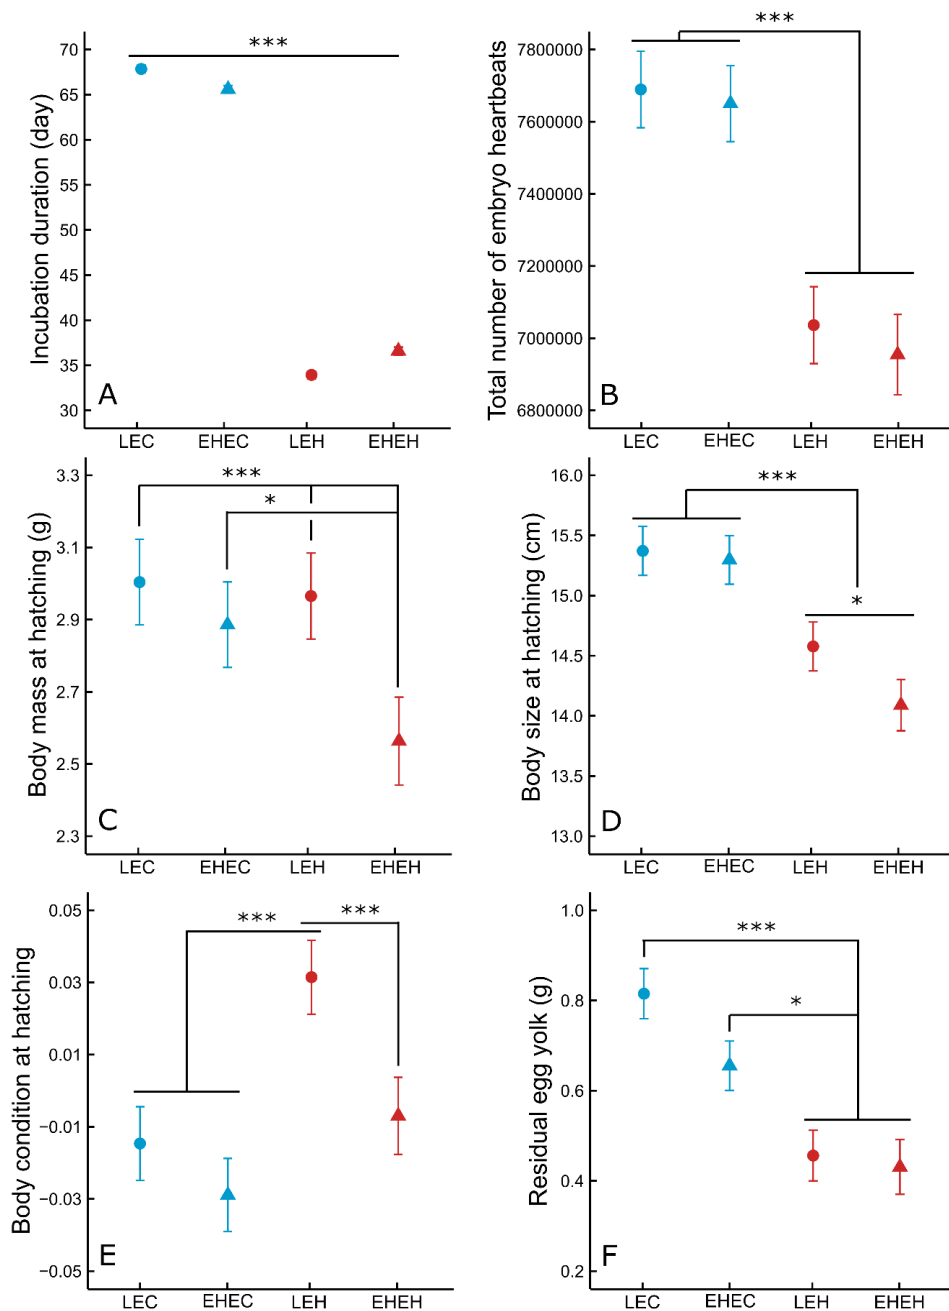 ***
70
65
60
55
50
45
40
35
30
Incubation duration (day)
A
LEC EHEC LEH EHEH
***
7800000
7600000
7400000
7200000
7000000
6800000
Total number of embryo heartbeats
B
LEC EHEC LEH EHEH
***
*
3.3
3.1
2.9
2.7
2.5
2.3
Body mass at hatching (g)
C
LEC EHEC LEH EHEH
***
*
16.0
15.5
15.0
14.5
14.0
13.5
13.0
Body size at hatching (cm)
D
LEC EHEC LEH EHEH
*** ***
0.05
0.03
0.01
−0.01
−0.03
−0.05
Body condition at hatching
E
LEC EHEC LEH EHEH
***
*
1.0
0.8
0.6
0.4
0.2
Residual egg yolk (g)
F
LEC EHEC LEH EHEH